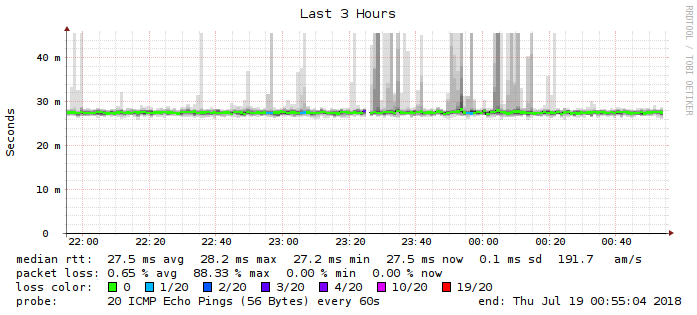 Last 3 Hours
RRDTOOL / TOBI OETIKER
Seconds
40 m
30 m
20 m
10 m
0
22:00 22:20 22:40 23:00 23:20 23:40 00:00 00:20 00:40
median rtt: 27.5 ms avg 28.2 ms max 27.2 ms min 27.5 ms now 0.1 ms sd 191.7 am/s
packet loss: 0.65 % avg 88.33 % max 0.00 % min 0.00 % now
loss color: 0 1/20 2/20 3/20 4/20 10/20 19/20
probe: 20 ICMP Echo Pings (56 Bytes) every 60s end: Thu Jul 19 00:55:04 2018